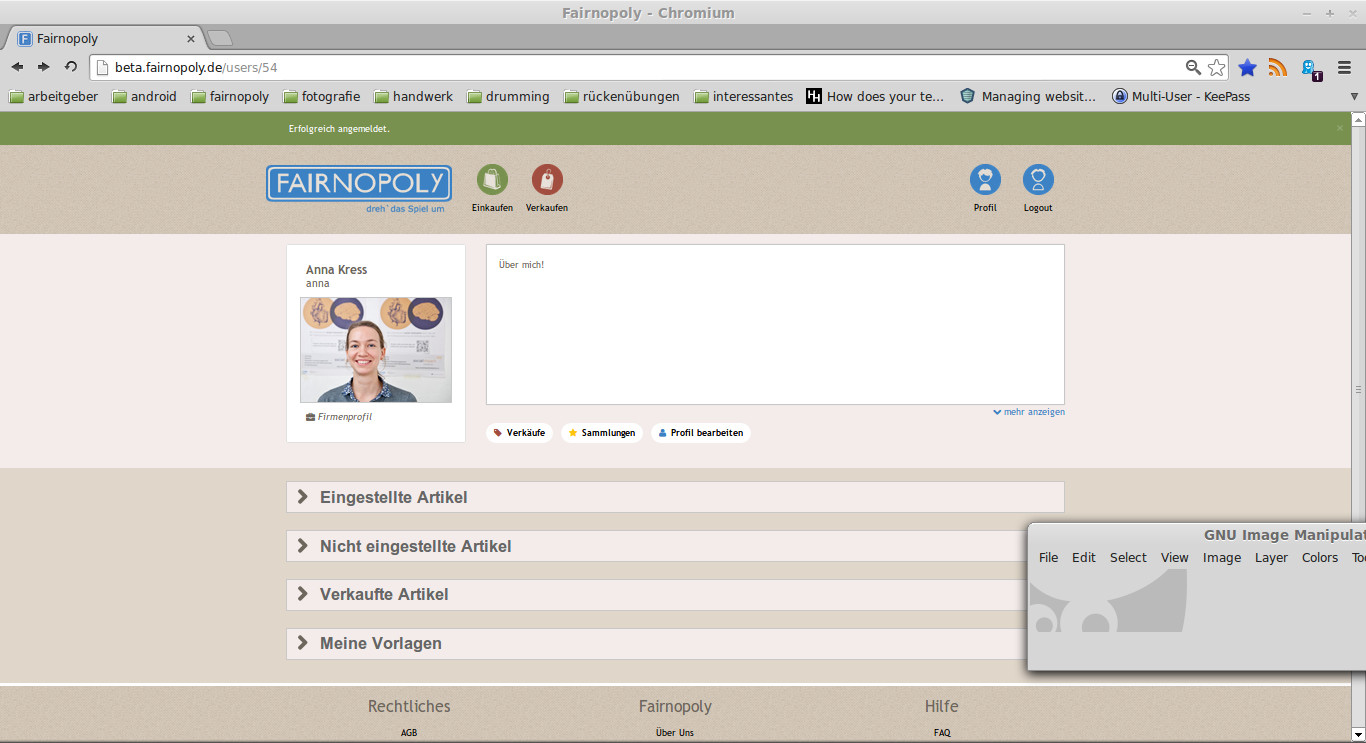 Fairnopoly - Chromium
Fairnopoly
beta.fairnopoly.de/users/54
arbeitgeber android fairnopoly fotografie handwerk drumming rückenübungen interessantes How does your te... Managing websit... Multi-User - KeePass
Erfolgreich angemeldet.
FAIRNOPOLY
dreh´das Spiel um
Einkaufen Verkaufen Profil Logout
Anna Kress
anna
Firmenprofil
Über mich!
mehr anzeigen
Verkäufe Sammlungen Profil bearbeiten
Eingestellte Artikel
Nicht eingestellte Artikel
Verkaufte Artikel
Meine Vorlagen
GNU Image Manipulat
File Edit Select View Image Layer Colors Too
Rechtliches Fairnopoly Hilfe
AGB Über Uns FAQ